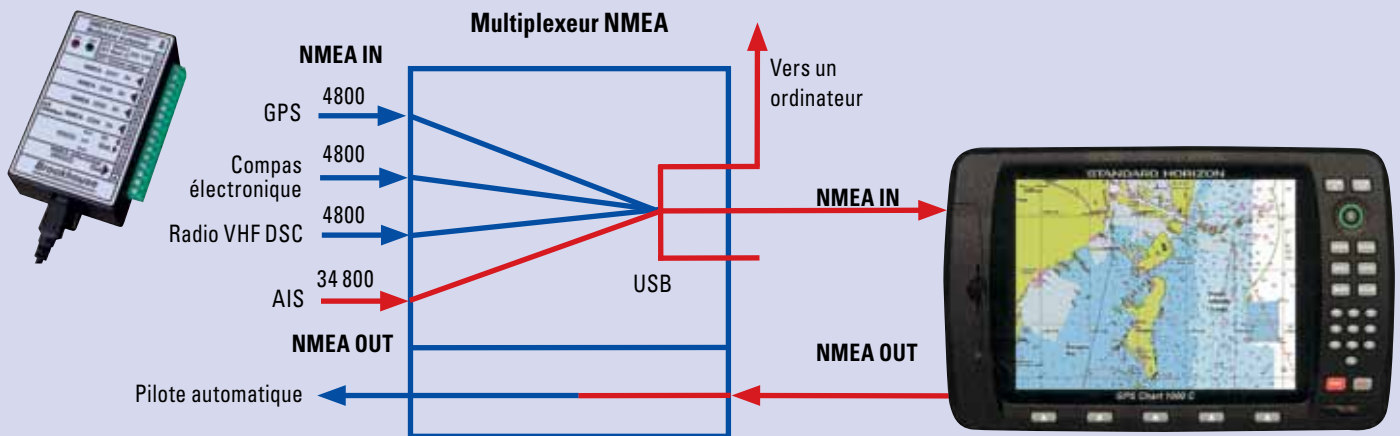 Multiplexeur NMEA
NMEA IN
GPS
4800
Compas
électronique
4800
Radio VHF DSC
4800
AIS
34 800
NMEA OUT
Pilote automatique
Vers un
ordinateur
USB
NMEA IN
NMEA OUT
Brookhouse
STANDARD HORIZON
GPS Chart 1000 C